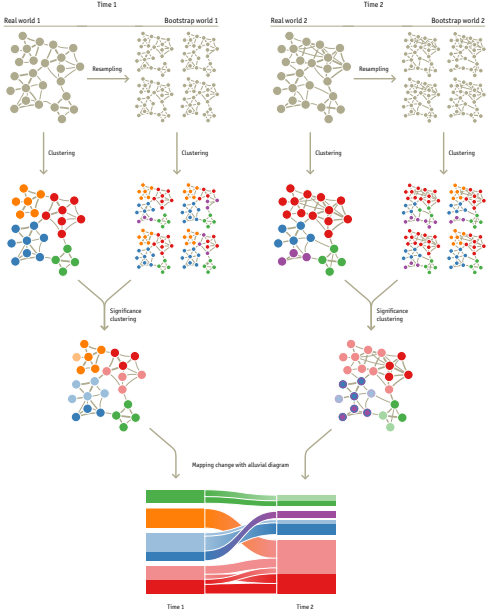 Time 1
Time 2
Real world 1
Bootstrap world 1
Real world 2
Bootstrap world 2
Resampling
Resampling
Clustering
Clustering
Clustering
Clustering
Significance
clustering
Significance
clustering
Mapping change with alluvial diagram
Time 1
Time 2